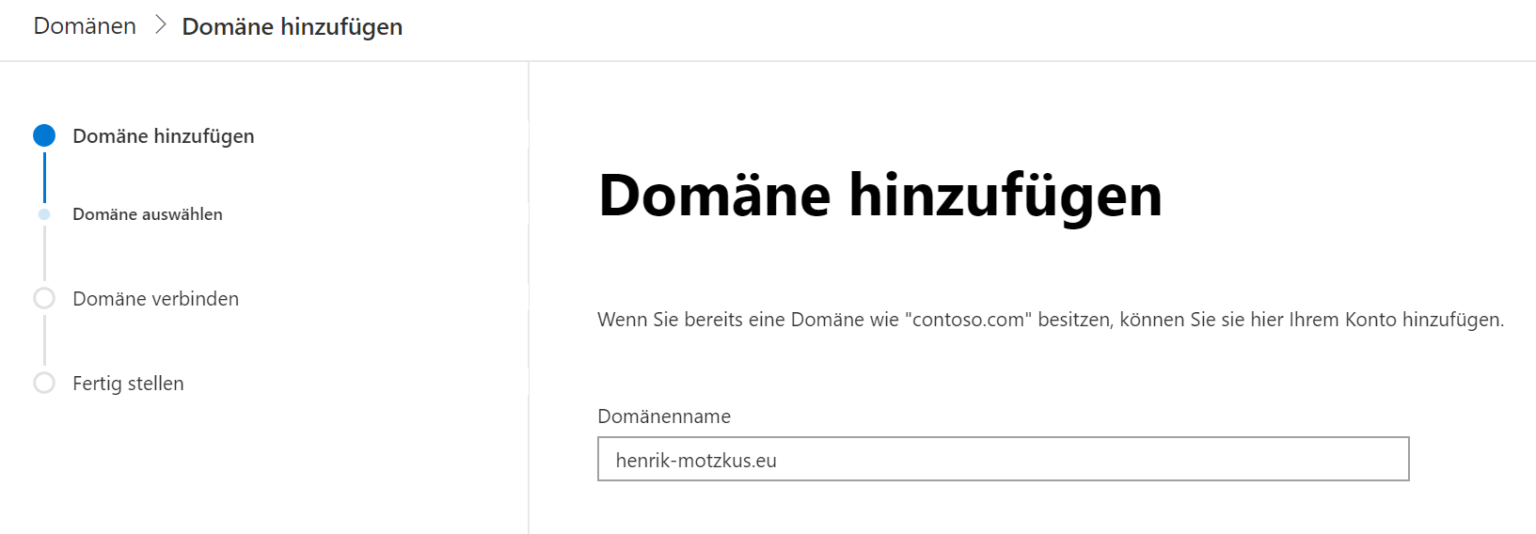 Domänen > Domäne hinzufügen
Domäne hinzufügen
Domäne auswählen
Domäne verbinden
Fertig stellen
Domäne hinzufügen
Wenn Sie bereits eine Domäne wie "contoso.com" besitzen, können Sie sie hier Ihrem Konto hinzufügen.
Domänenname
henrik-motzkus.eu